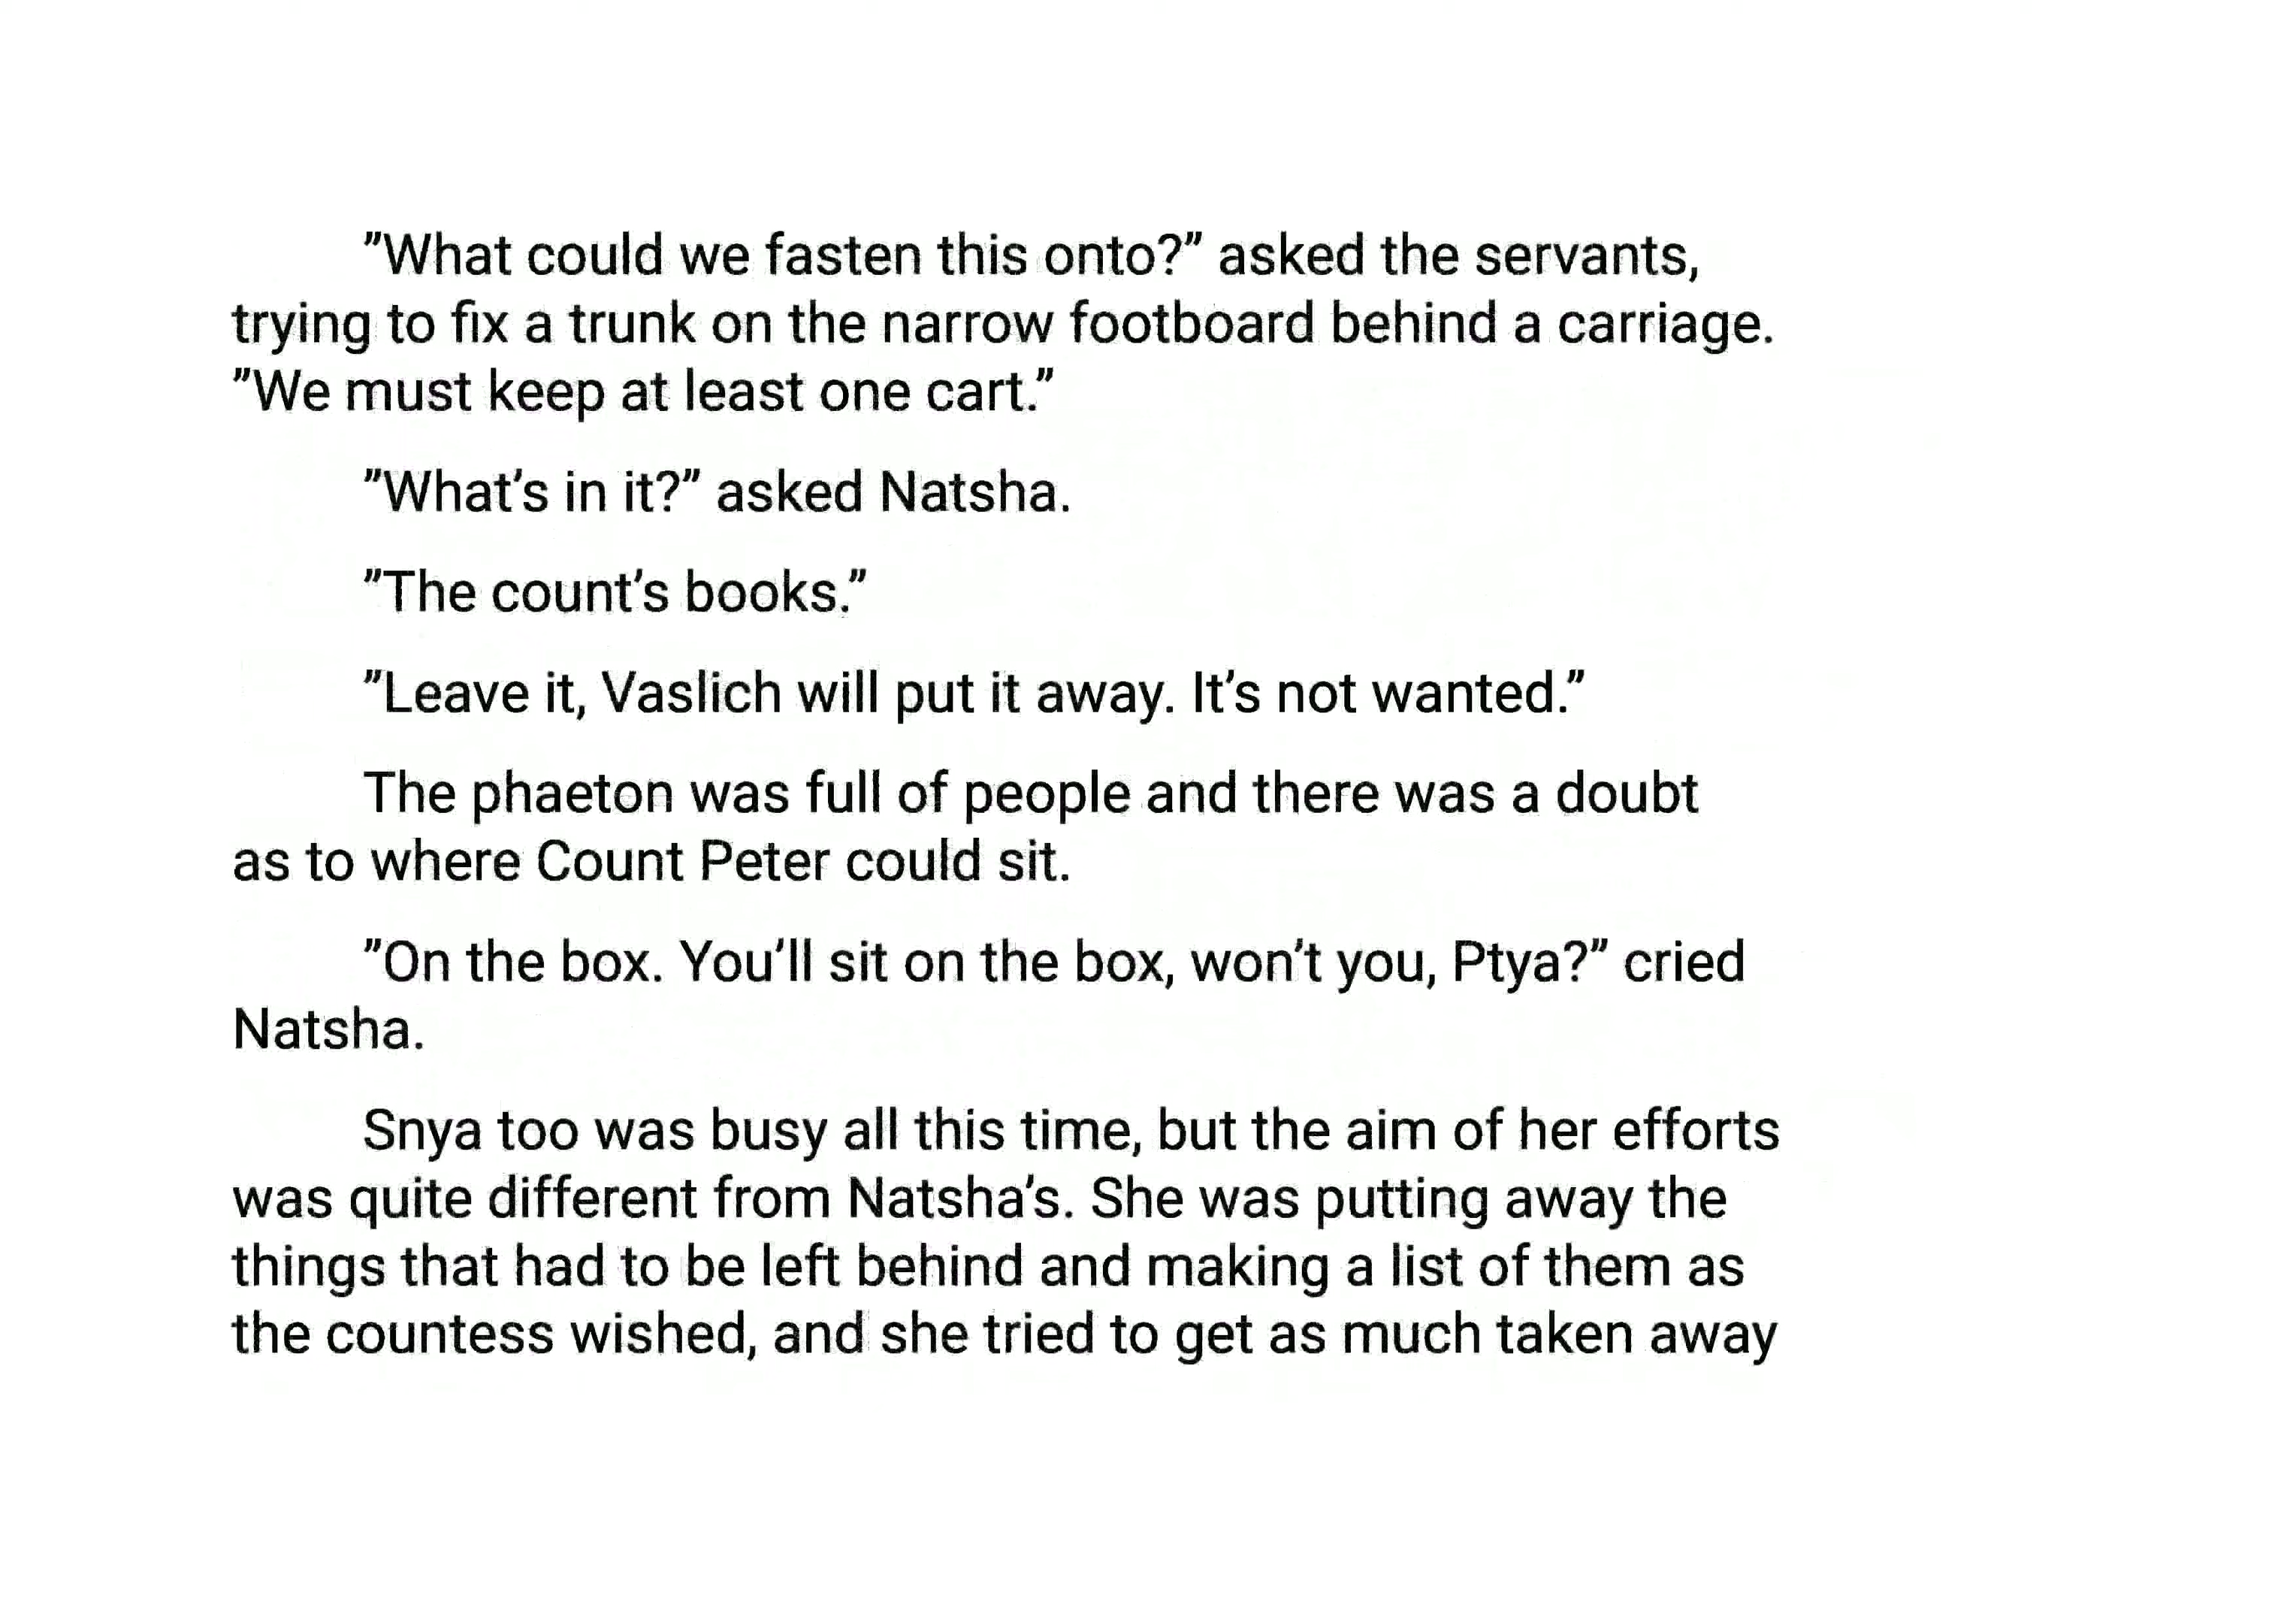 "What could we fasten this onto?" asked the servants,
trying to fix a trunk on the narrow footboard behind a carriage.
"We must keep at least one cart."
"What's in it?" asked Natsha.
"The count's books."
"Leave it, Vaslich will put it away. It's not wanted."
The phaeton was full of people and there was a doubt
as to where Count Peter could sit.
"On the box. You'll sit on the box, won't you, Ptya?" cried
Natsha.
Snya too was busy all this time, but the aim of her efforts
was quite different from Natsha's. She was putting away the
things that had to be left behind and making a list of them as
the countess wished, and she tried to get as much taken away